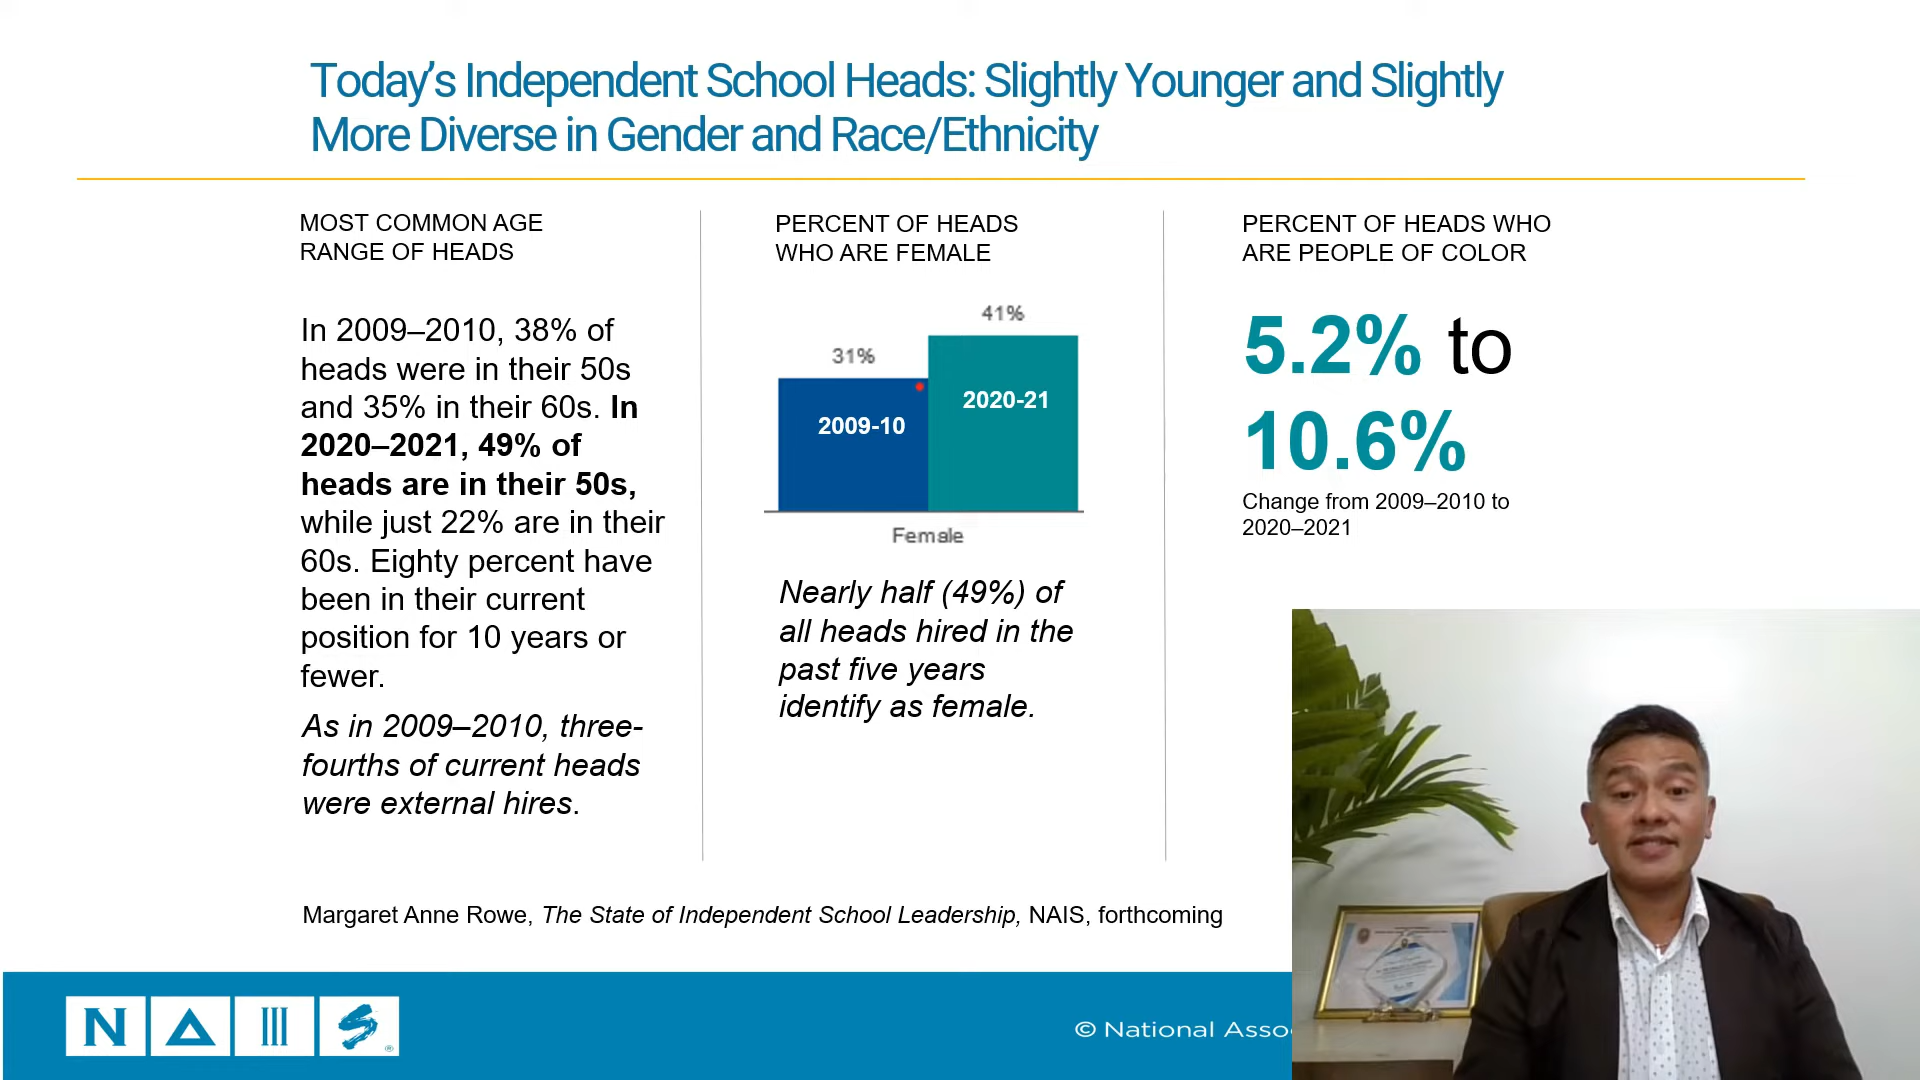 Today’s Independent School Heads: Slightly Younger and Slightly
More Diverse in Gender and Race/Ethnicity
MOST COMMON AGE
RANGE OF HEADS
In 2009–2010, 38% of
heads were in their 50s
and 35% in their 60s. In
2020–2021, 49% of
heads are in their 50s,
while just 22% are in their
60s. Eighty percent have
been in their current
position for 10 years or
fewer.
As in 2009–2010, three-
fourths of current heads
were external hires.
PERCENT OF HEADS
WHO ARE FEMALE
41%
31%
2020-21
2009-10
Female
Nearly half (49%) of
all heads hired in the
past five years
identify as female.
PERCENT OF HEADS WHO
ARE PEOPLE OF COLOR
5.2% to
10.6%
Change from 2009–2010 to
2020–2021
Margaret Anne Rowe, The State of Independent School Leadership, NAIS, forthcoming
NAIS®
© National Asso